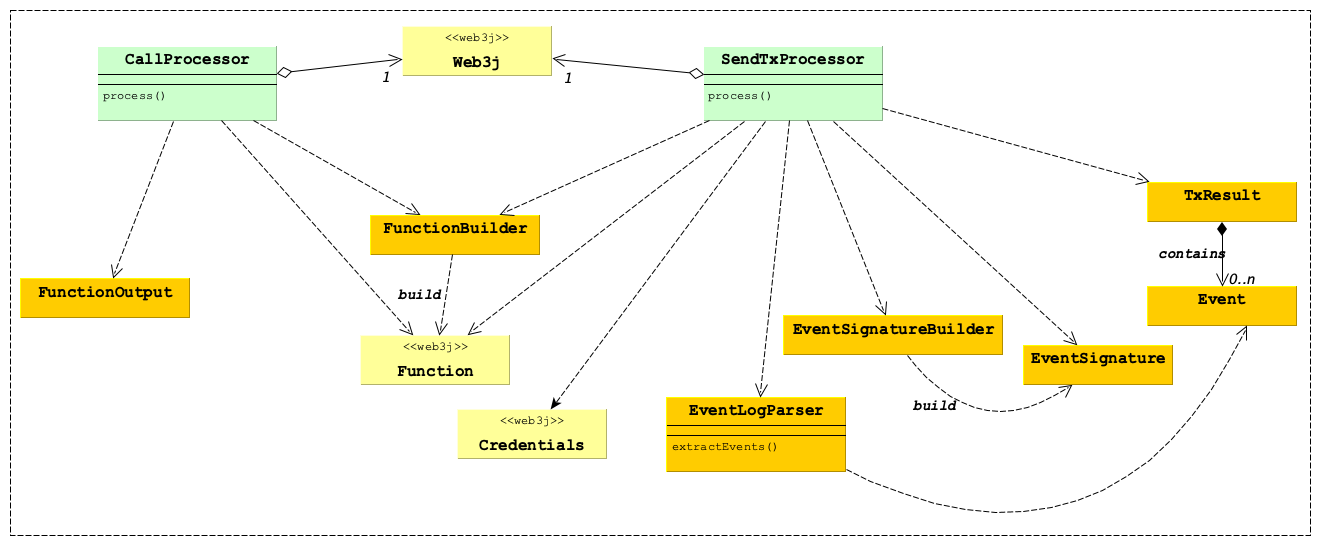 <<web3j>>
Web3j
CallProcessor
process()
1
1
SendTxProcessor
process()
TxResult
contains
0..n
Event
FunctionBuilder
build
FunctionOutput
<<web3j>>
Function
EventSignatureBuilder
EventSignature
build
<<web3j>>
Credentials
EventLogParser
extractEvents()